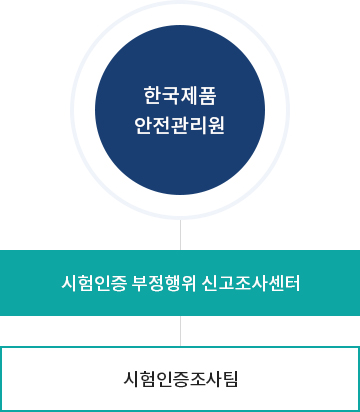 한국제품
안전관리원
시험인증 부정행위 신고조사센터
시험인증조사팀